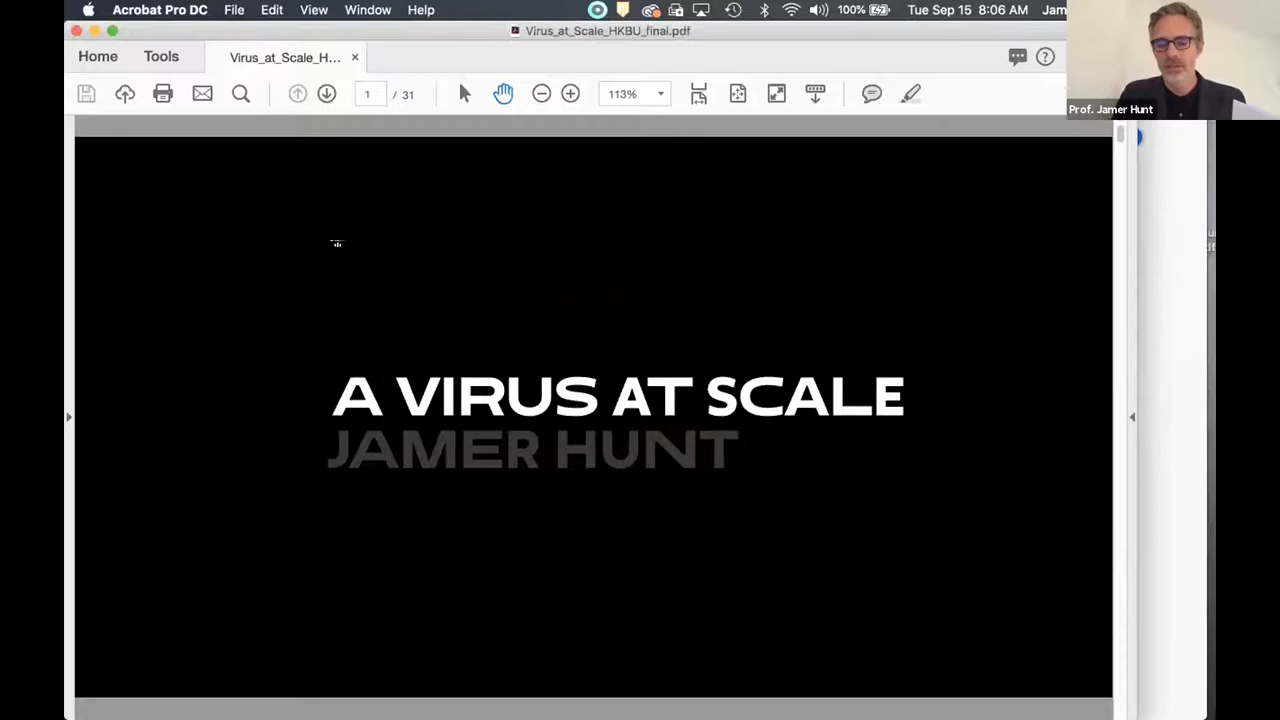 Acrobat Pro DC File Edit View Window Help 100% Tue Sep 15 8:06 AM Jam
Virus_at_Scale_HKBU_final.pdf
Home Tools Virus_at_Scale_H...
1 / 31 113%
Prof. Jamer Hunt
A VIRUS AT SCALE
JAMER HUNT